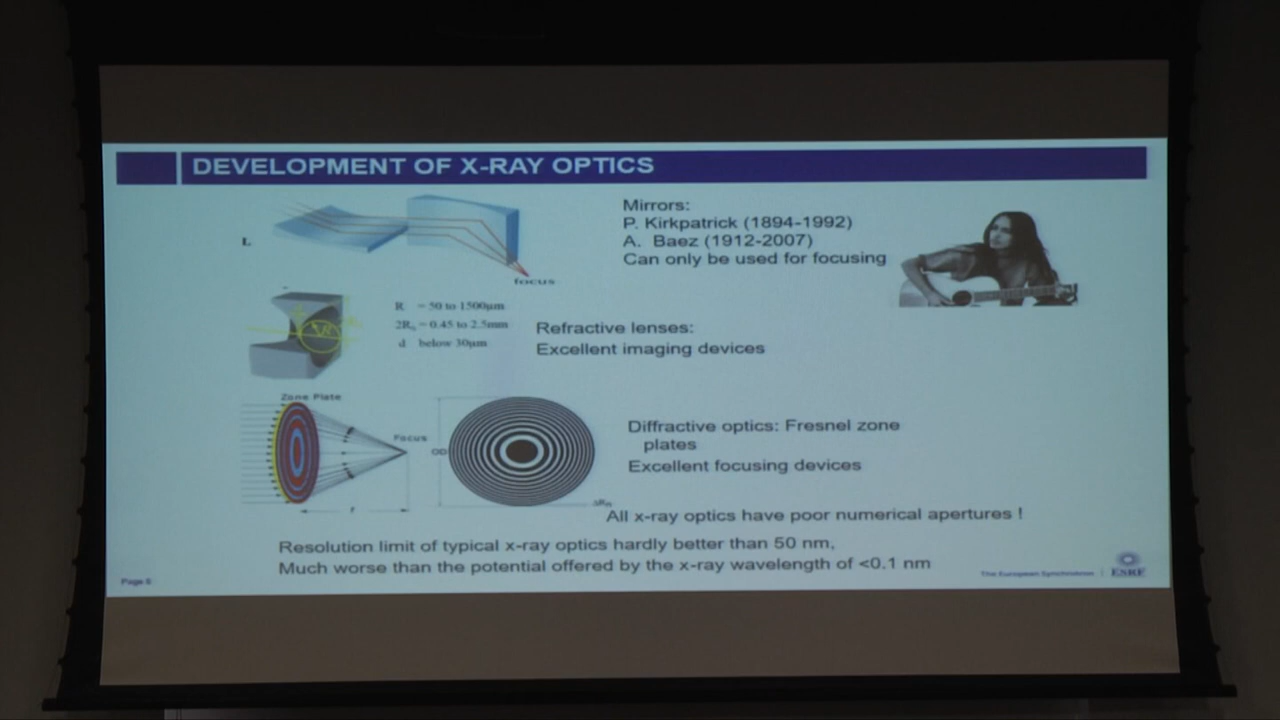 DEVELOPMENT OF X-RAY OPTICS
L
focus
Mirrors:
P. Kirkpatrick (1894-1992)
A. Baez (1912-2007)
Can only be used for focusing
R = 50 to 1500µm
2R₀ = 0.45 to 2.5mm
d below 30µm
R
Refractive lenses:
Excellent imaging devices
Zone Plate
Focus
f
OD
Diffractive optics: Fresnel zone
plates
Excellent focusing devices
All x-ray optics have poor numerical apertures !
Resolution limit of typical x-ray optics hardly better than 50 nm,
Much worse than the potential offered by the x-ray wavelength of <0.1 nm
The European Synchrotron | ESRF